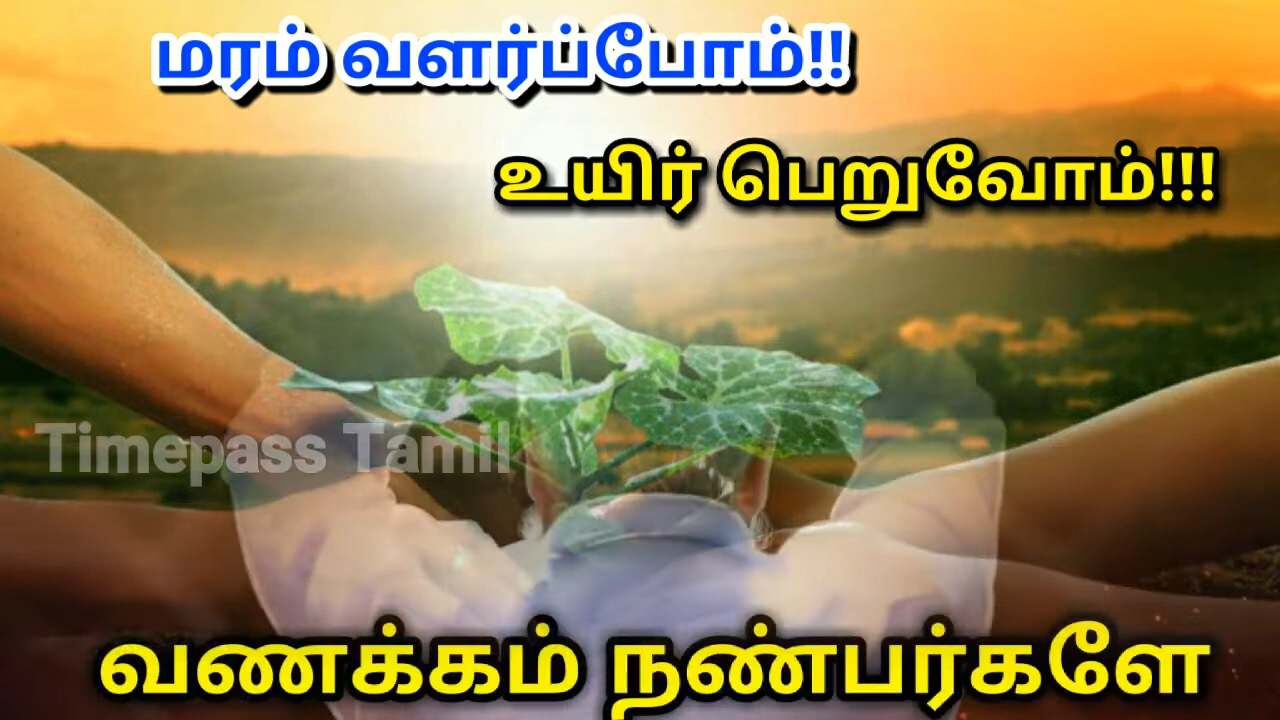 மரம் வளர்ப்போம்!!
உயிர் பெறுவோம்!!!
Timepass Tamil
வணக்கம் நண்பர்களே